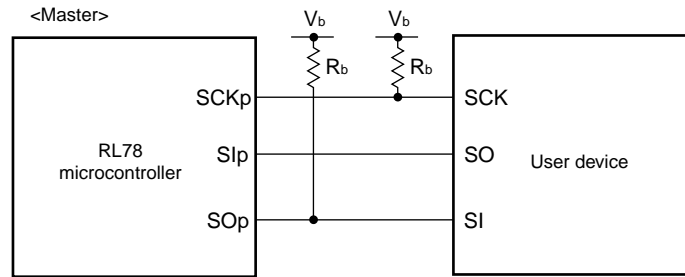 <Master>
Vb Vb
Rb Rb
SCKp SCK
RL78
microcontroller
SIp SO
User device
SOp SI